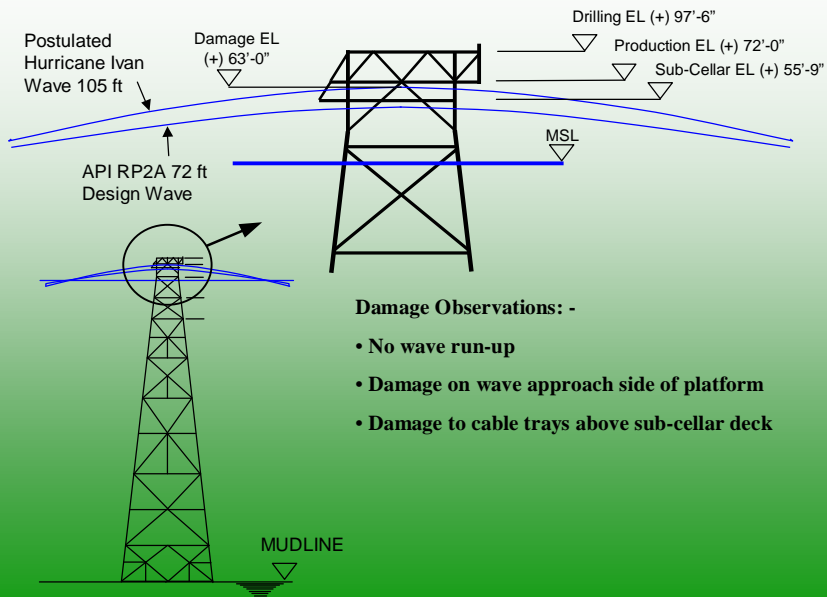 Postulated
Hurricane Ivan
Wave 105 ft
Damage EL
(+) 63’-0”
Drilling EL (+) 97’-6”
Production EL (+) 72’-0”
Sub-Cellar EL (+) 55’-9”
MSL
API RP2A 72 ft
Design Wave
Damage Observations: -
• No wave run-up
• Damage on wave approach side of platform
• Damage to cable trays above sub-cellar deck
MUDLINE